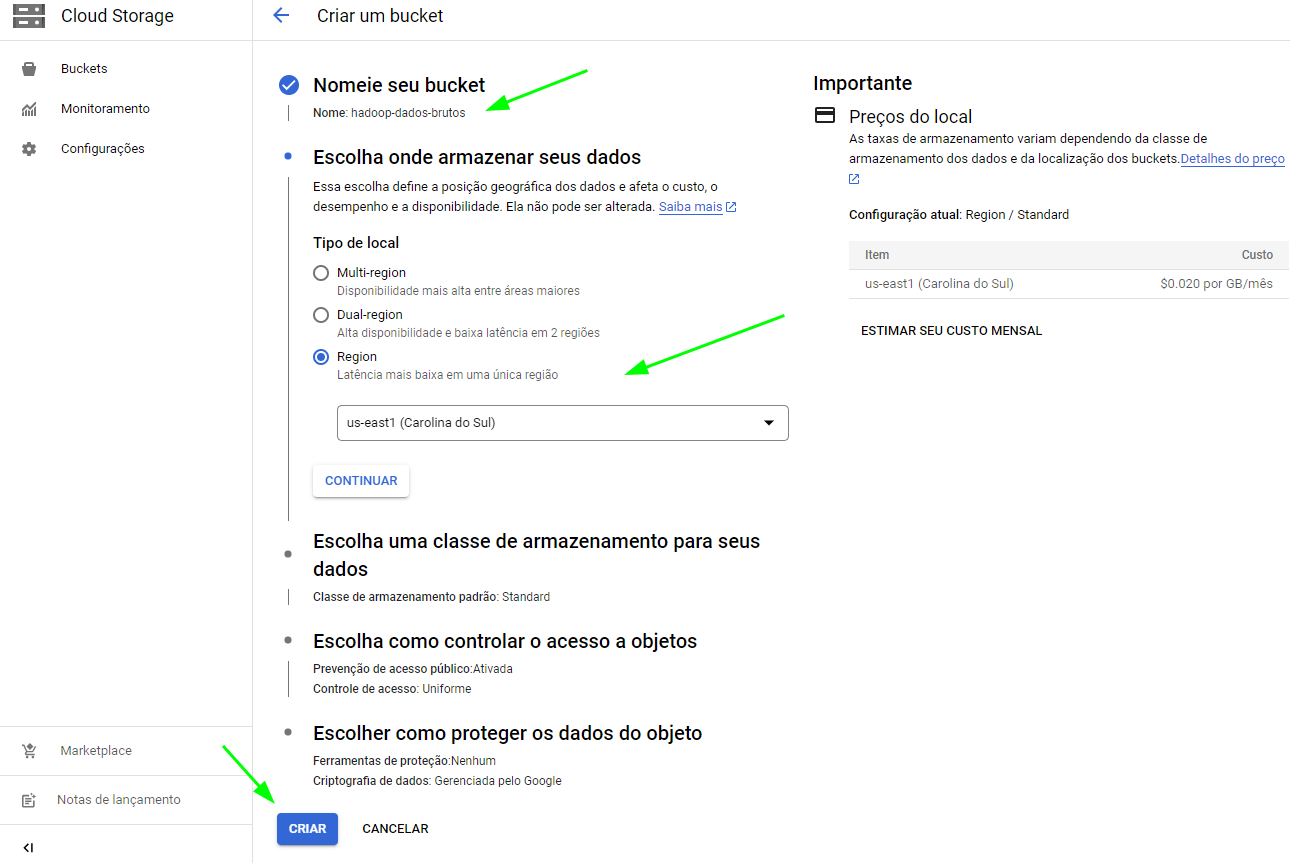 Cloud Storage
Criar um bucket
Buckets
Monitoramento
Configurações
Marketplace
Notas de lançamento
Nomeie seu bucket
Nome: hadoop-dados-brutos
Escolha onde armazenar seus dados
Essa escolha define a posição geográfica dos dados e afeta o custo, o
desempenho e a disponibilidade. Ela não pode ser alterada. Saiba mais
Tipo de local
Multi-region
Disponibilidade mais alta entre áreas maiores
Dual-region
Alta disponibilidade e baixa latência em 2 regiões
Region
Latência mais baixa em uma única região
us-east1 (Carolina do Sul)
CONTINUAR
Escolha uma classe de armazenamento para seus
dados
Classe de armazenamento padrão: Standard
Escolha como controlar o acesso a objetos
Prevenção de acesso público:Ativada
Controle de acesso: Uniforme
Escolher como proteger os dados do objeto
Ferramentas de proteção:Nenhum
Criptografia de dados: Gerenciada pelo Google
CRIAR CANCELAR
Importante
Preços do local
As taxas de armazenamento variam dependendo da classe de
armazenamento dos dados e da localização dos buckets.Detalhes do preço
Configuração atual: Region / Standard
Item Custo
us-east1 (Carolina do Sul) $0.020 por GB/mês
ESTIMAR SEU CUSTO MENSAL